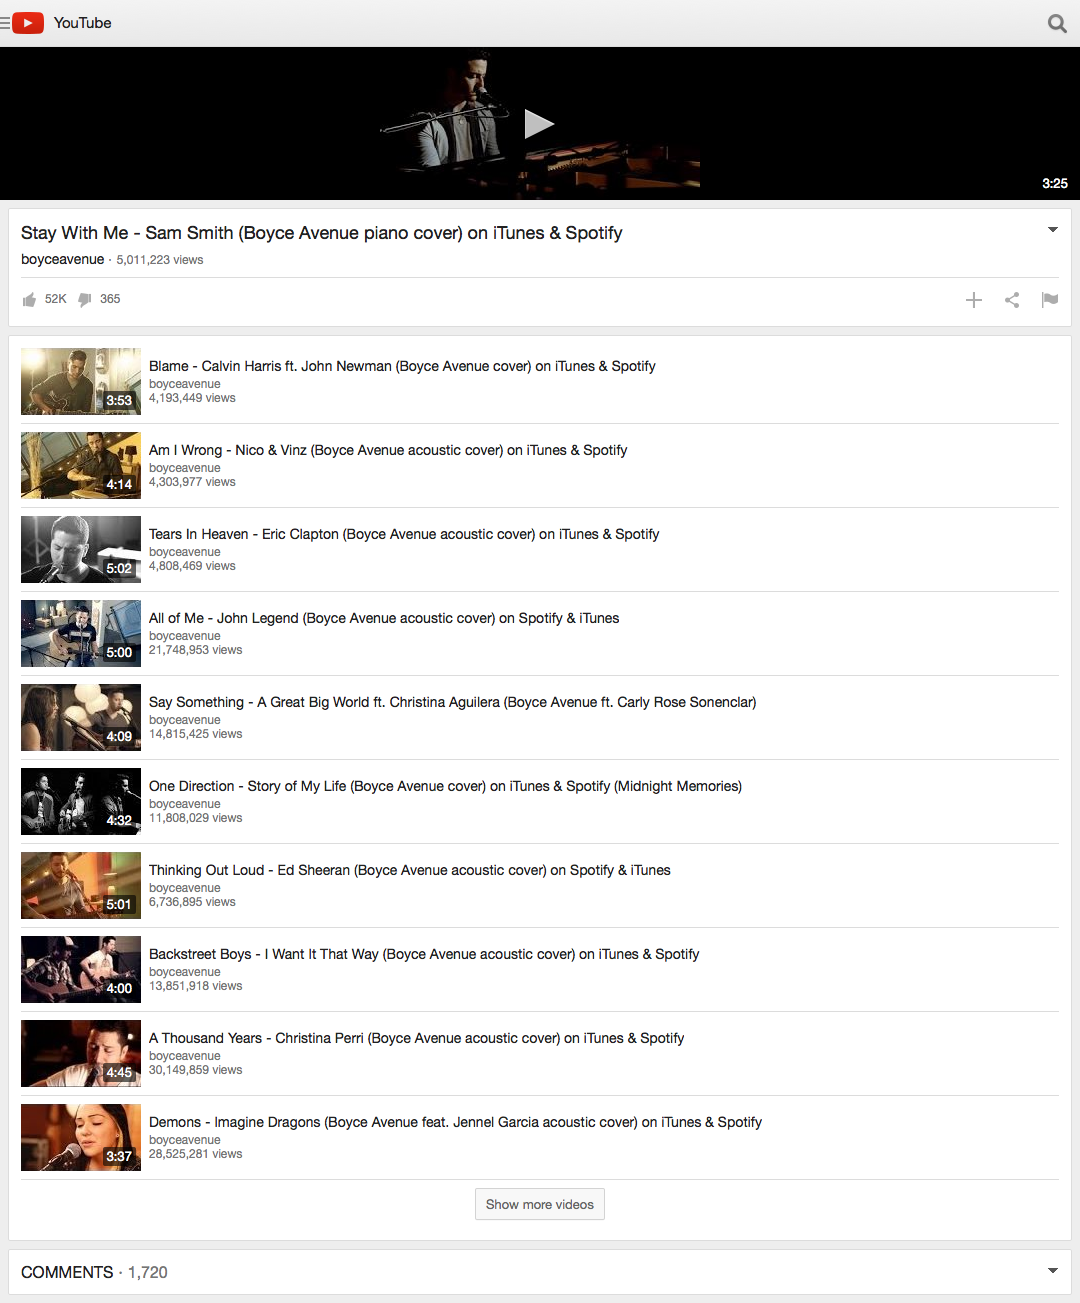 YouTube
3:25
Stay With Me - Sam Smith (Boyce Avenue piano cover) on iTunes & Spotify
boyceavenue · 5,011,223 views
52K 365
Blame - Calvin Harris ft. John Newman (Boyce Avenue cover) on iTunes & Spotify
boyceavenue
4,193,449 views
3:53
Am I Wrong - Nico & Vinz (Boyce Avenue acoustic cover) on iTunes & Spotify
boyceavenue
4,303,977 views
4:14
Tears In Heaven - Eric Clapton (Boyce Avenue acoustic cover) on iTunes & Spotify
boyceavenue
4,808,469 views
5:02
All of Me - John Legend (Boyce Avenue acoustic cover) on Spotify & iTunes
boyceavenue
21,748,953 views
5:00
Say Something - A Great Big World ft. Christina Aguilera (Boyce Avenue ft. Carly Rose Sonenclar)
boyceavenue
14,815,425 views
4:09
One Direction - Story of My Life (Boyce Avenue cover) on iTunes & Spotify (Midnight Memories)
boyceavenue
11,808,029 views
4:32
Thinking Out Loud - Ed Sheeran (Boyce Avenue acoustic cover) on Spotify & iTunes
boyceavenue
6,736,895 views
5:01
Backstreet Boys - I Want It That Way (Boyce Avenue acoustic cover) on iTunes & Spotify
boyceavenue
13,851,918 views
4:00
A Thousand Years - Christina Perri (Boyce Avenue acoustic cover) on iTunes & Spotify
boyceavenue
30,149,859 views
4:45
Demons - Imagine Dragons (Boyce Avenue feat. Jennel Garcia acoustic cover) on iTunes & Spotify
boyceavenue
28,525,281 views
3:37
Show more videos
COMMENTS · 1,720